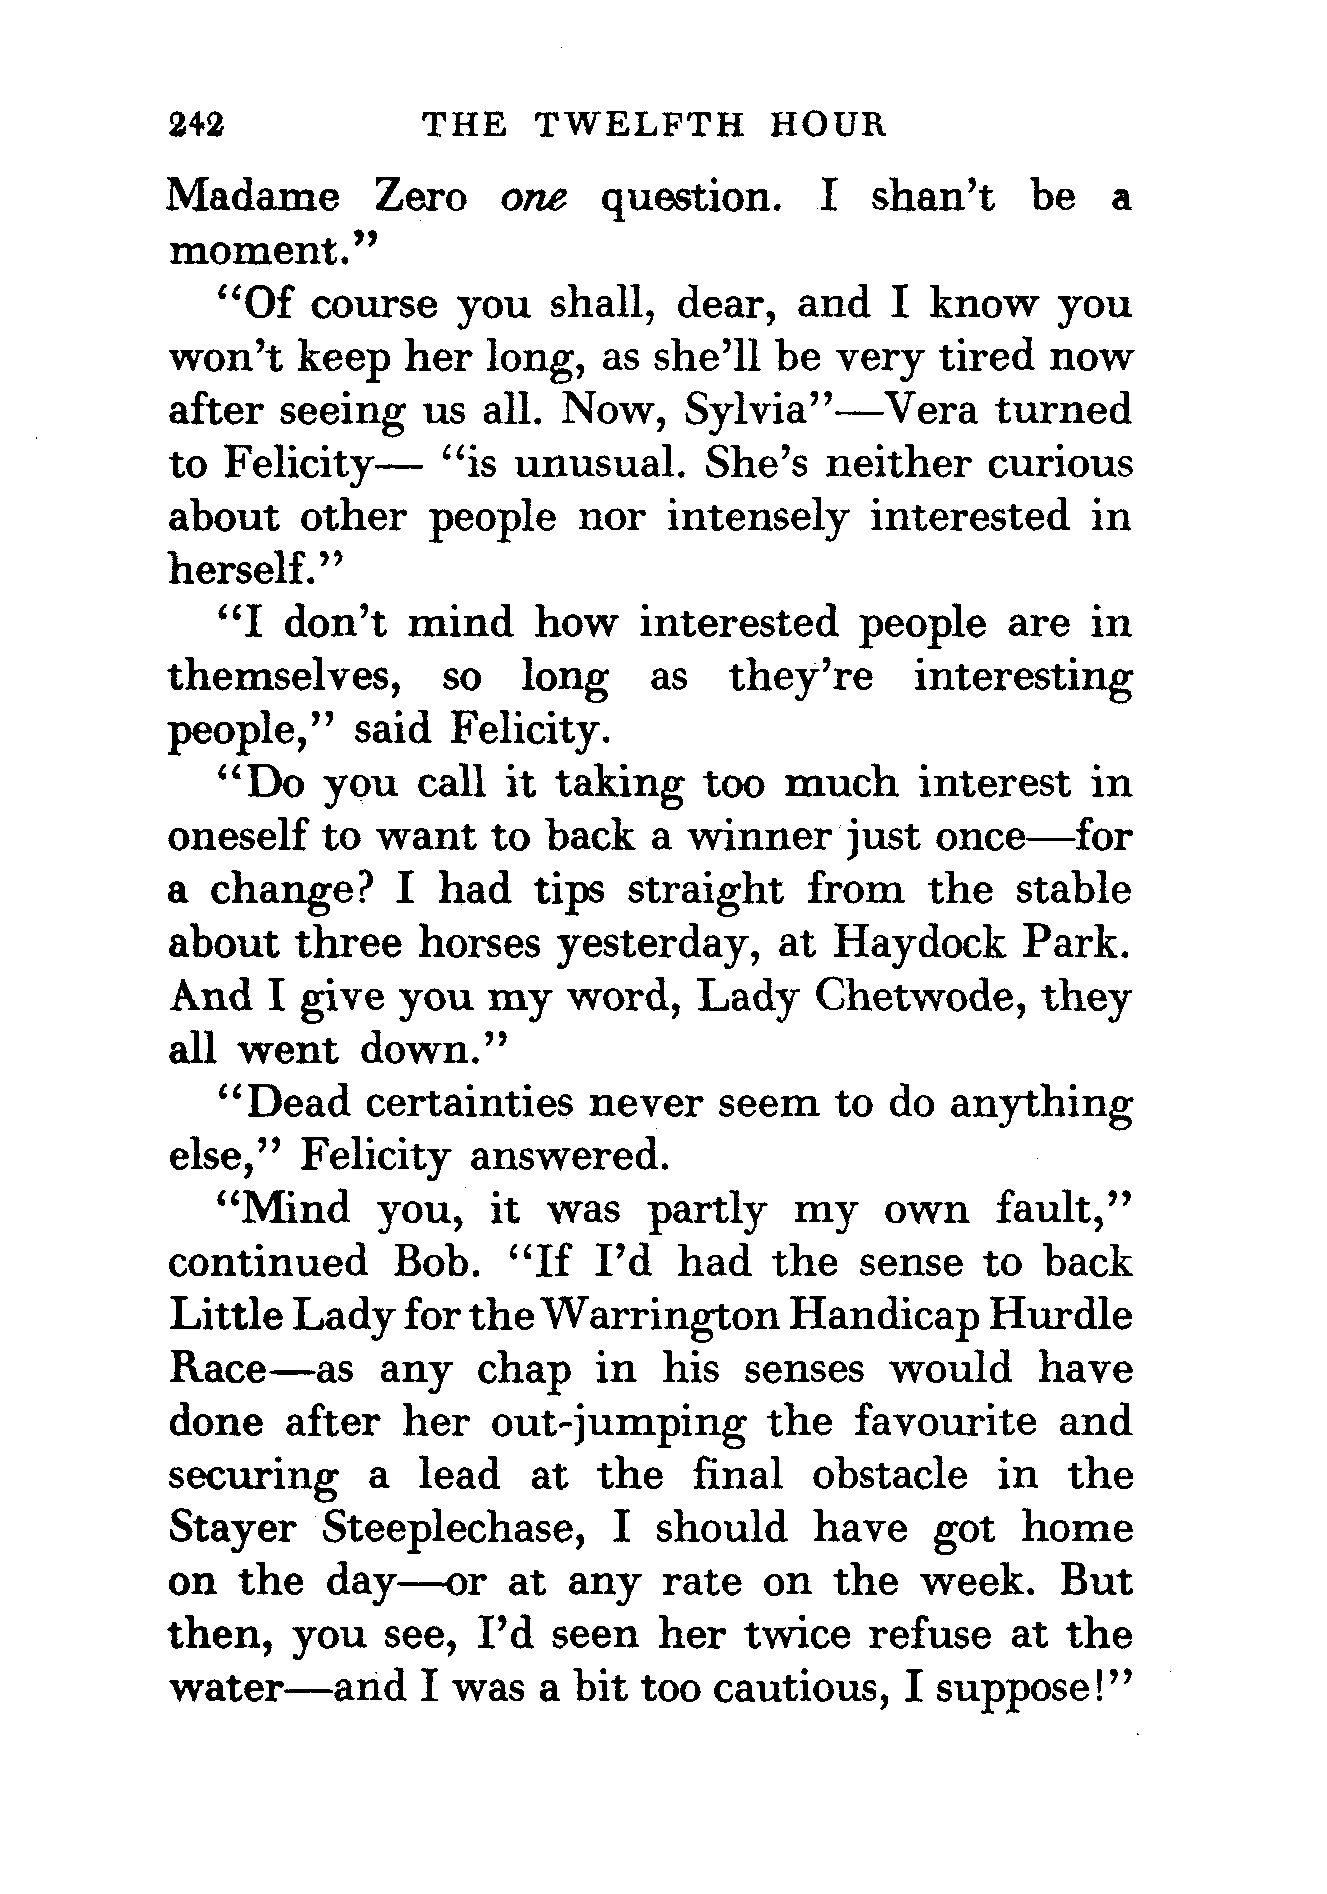 242 THE TWELFTH HOUR
Madame Zero one question. I shan't be a
moment."
"Of course you shall, dear, and I know you
won't keep her long, as she'll be very tired now
after seeing us all. Now, Sylvia"—Vera turned
to Felicity— "is unusual. She's neither curious
about other people nor intensely interested in
herself."
"I don't mind how interested people are in
themselves, so long as they're interesting
people," said Felicity.
"Do you call it taking too much interest in
oneself to want to back a winner just once—for
a change? I had tips straight from the stable
about three horses yesterday, at Haydock Park.
And I give you my word, Lady Chetwode, they
all went down."
"Dead certainties never seem to do anything
else," Felicity answered.
"Mind you, it was partly my own fault,"
continued Bob. "If I'd had the sense to back
Little Lady for the Warrington Handicap Hurdle
Race—as any chap in his senses would have
done after her out-jumping the favourite and
securing a lead at the final obstacle in the
Stayer Steeplechase, I should have got home
on the day—or at any rate on the week. But
then, you see, I'd seen her twice refuse at the
water—and I was a bit too cautious, I suppose!"